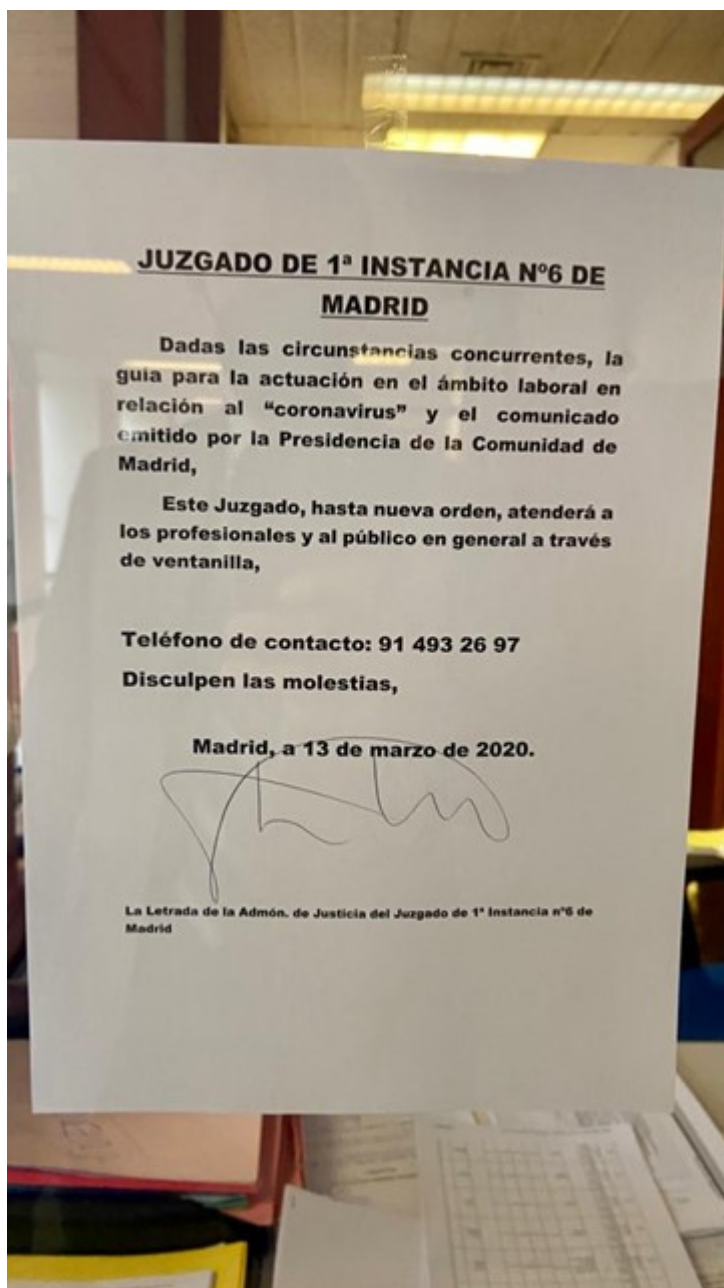 JUZGADO DE 1ª INSTANCIA Nº6 DE
MADRID
Dadas las circunstancias concurrentes, la
guia para la actuación en el ámbito laboral en
relación al “coronavirus” y el comunicado
emitido por la Presidencia de la Comunidad de
Madrid,
Este Juzgado, hasta nueva orden, atenderá a
los profesionales y al público en general a través
de ventanilla,
Teléfono de contacto: 91 493 26 97
Disculpen las molestias,
Madrid, a 13 de marzo de 2020.
La Letrada de la Admón. de Justicia del Juzgado de 1ª Instancia nº6 de
Madrid